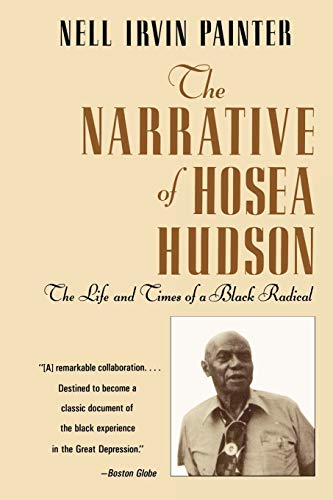 NELL IRVIN PAINTER
The
NARRATIVE
of HOSEA
HUDSON
The Life and Times of a Black Radical
"[A] remarkable collaboration. . . .
Destined to become a
classic document of
the black experience
in the Great Depression."
—Boston Globe